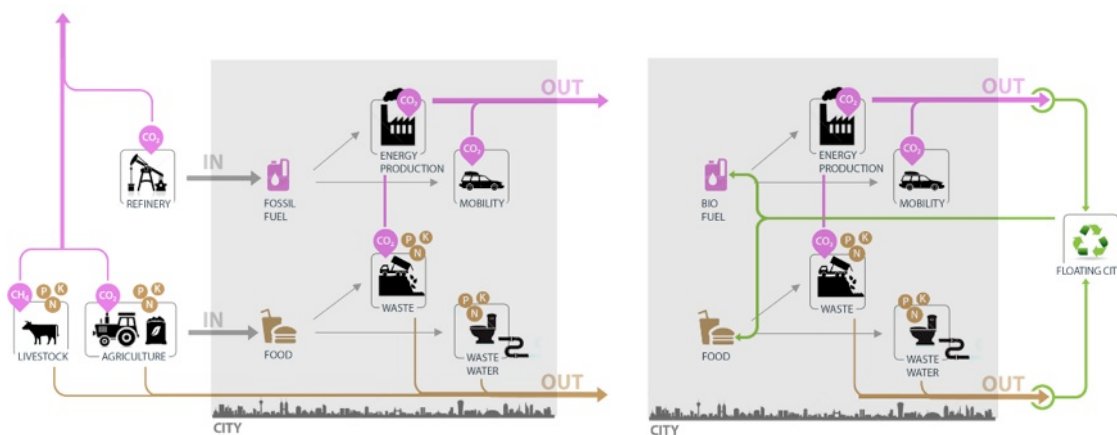 OUT
CO₂
CO₂
IN
REFINERY
FOSSIL
FUEL
ENERGY
PRODUCTION
CO₂
MOBILITY
CO₂
P K
N
WASTE
CH₄
P K
N
LIVESTOCK
CO₂
P K
N
AGRICULTURE
IN
FOOD
P K
N
WASTE
WATER
OUT
CITY
OUT
CO₂
BIO
FUEL
ENERGY
PRODUCTION
CO₂
MOBILITY
CO₂
P K
N
WASTE
FOOD
P K
N
WASTE
WATER
OUT
CITY
FLOATING CIT